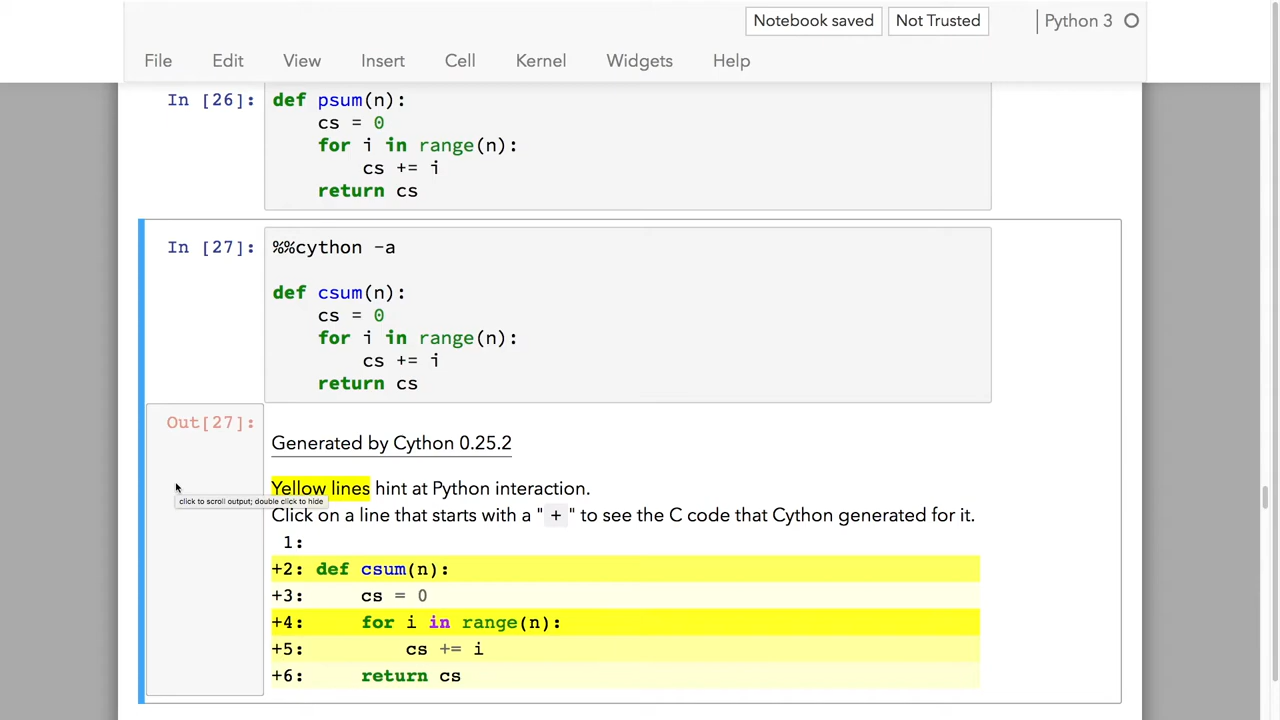 Notebook saved Not Trusted Python 3
File Edit View Insert Cell Kernel Widgets Help
In [26]: def psum(n):
cs = 0
for i in range(n):
cs += i
return cs
In [27]: %%cython -a
def csum(n):
cs = 0
for i in range(n):
cs += i
return cs
Out[27]:
Generated by Cython 0.25.2
Yellow lines hint at Python interaction.
click to scroll output; double click to hide
Click on a line that starts with a "+" to see the C code that Cython generated for it.
1:
+2: def csum(n):
+3: cs = 0
+4: for i in range(n):
+5: cs += i
+6: return cs